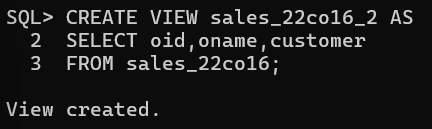 SQL> CREATE VIEW sales_22co16_2 AS
  2  SELECT oid,oname,customer
  3  FROM sales_22co16;

View created.